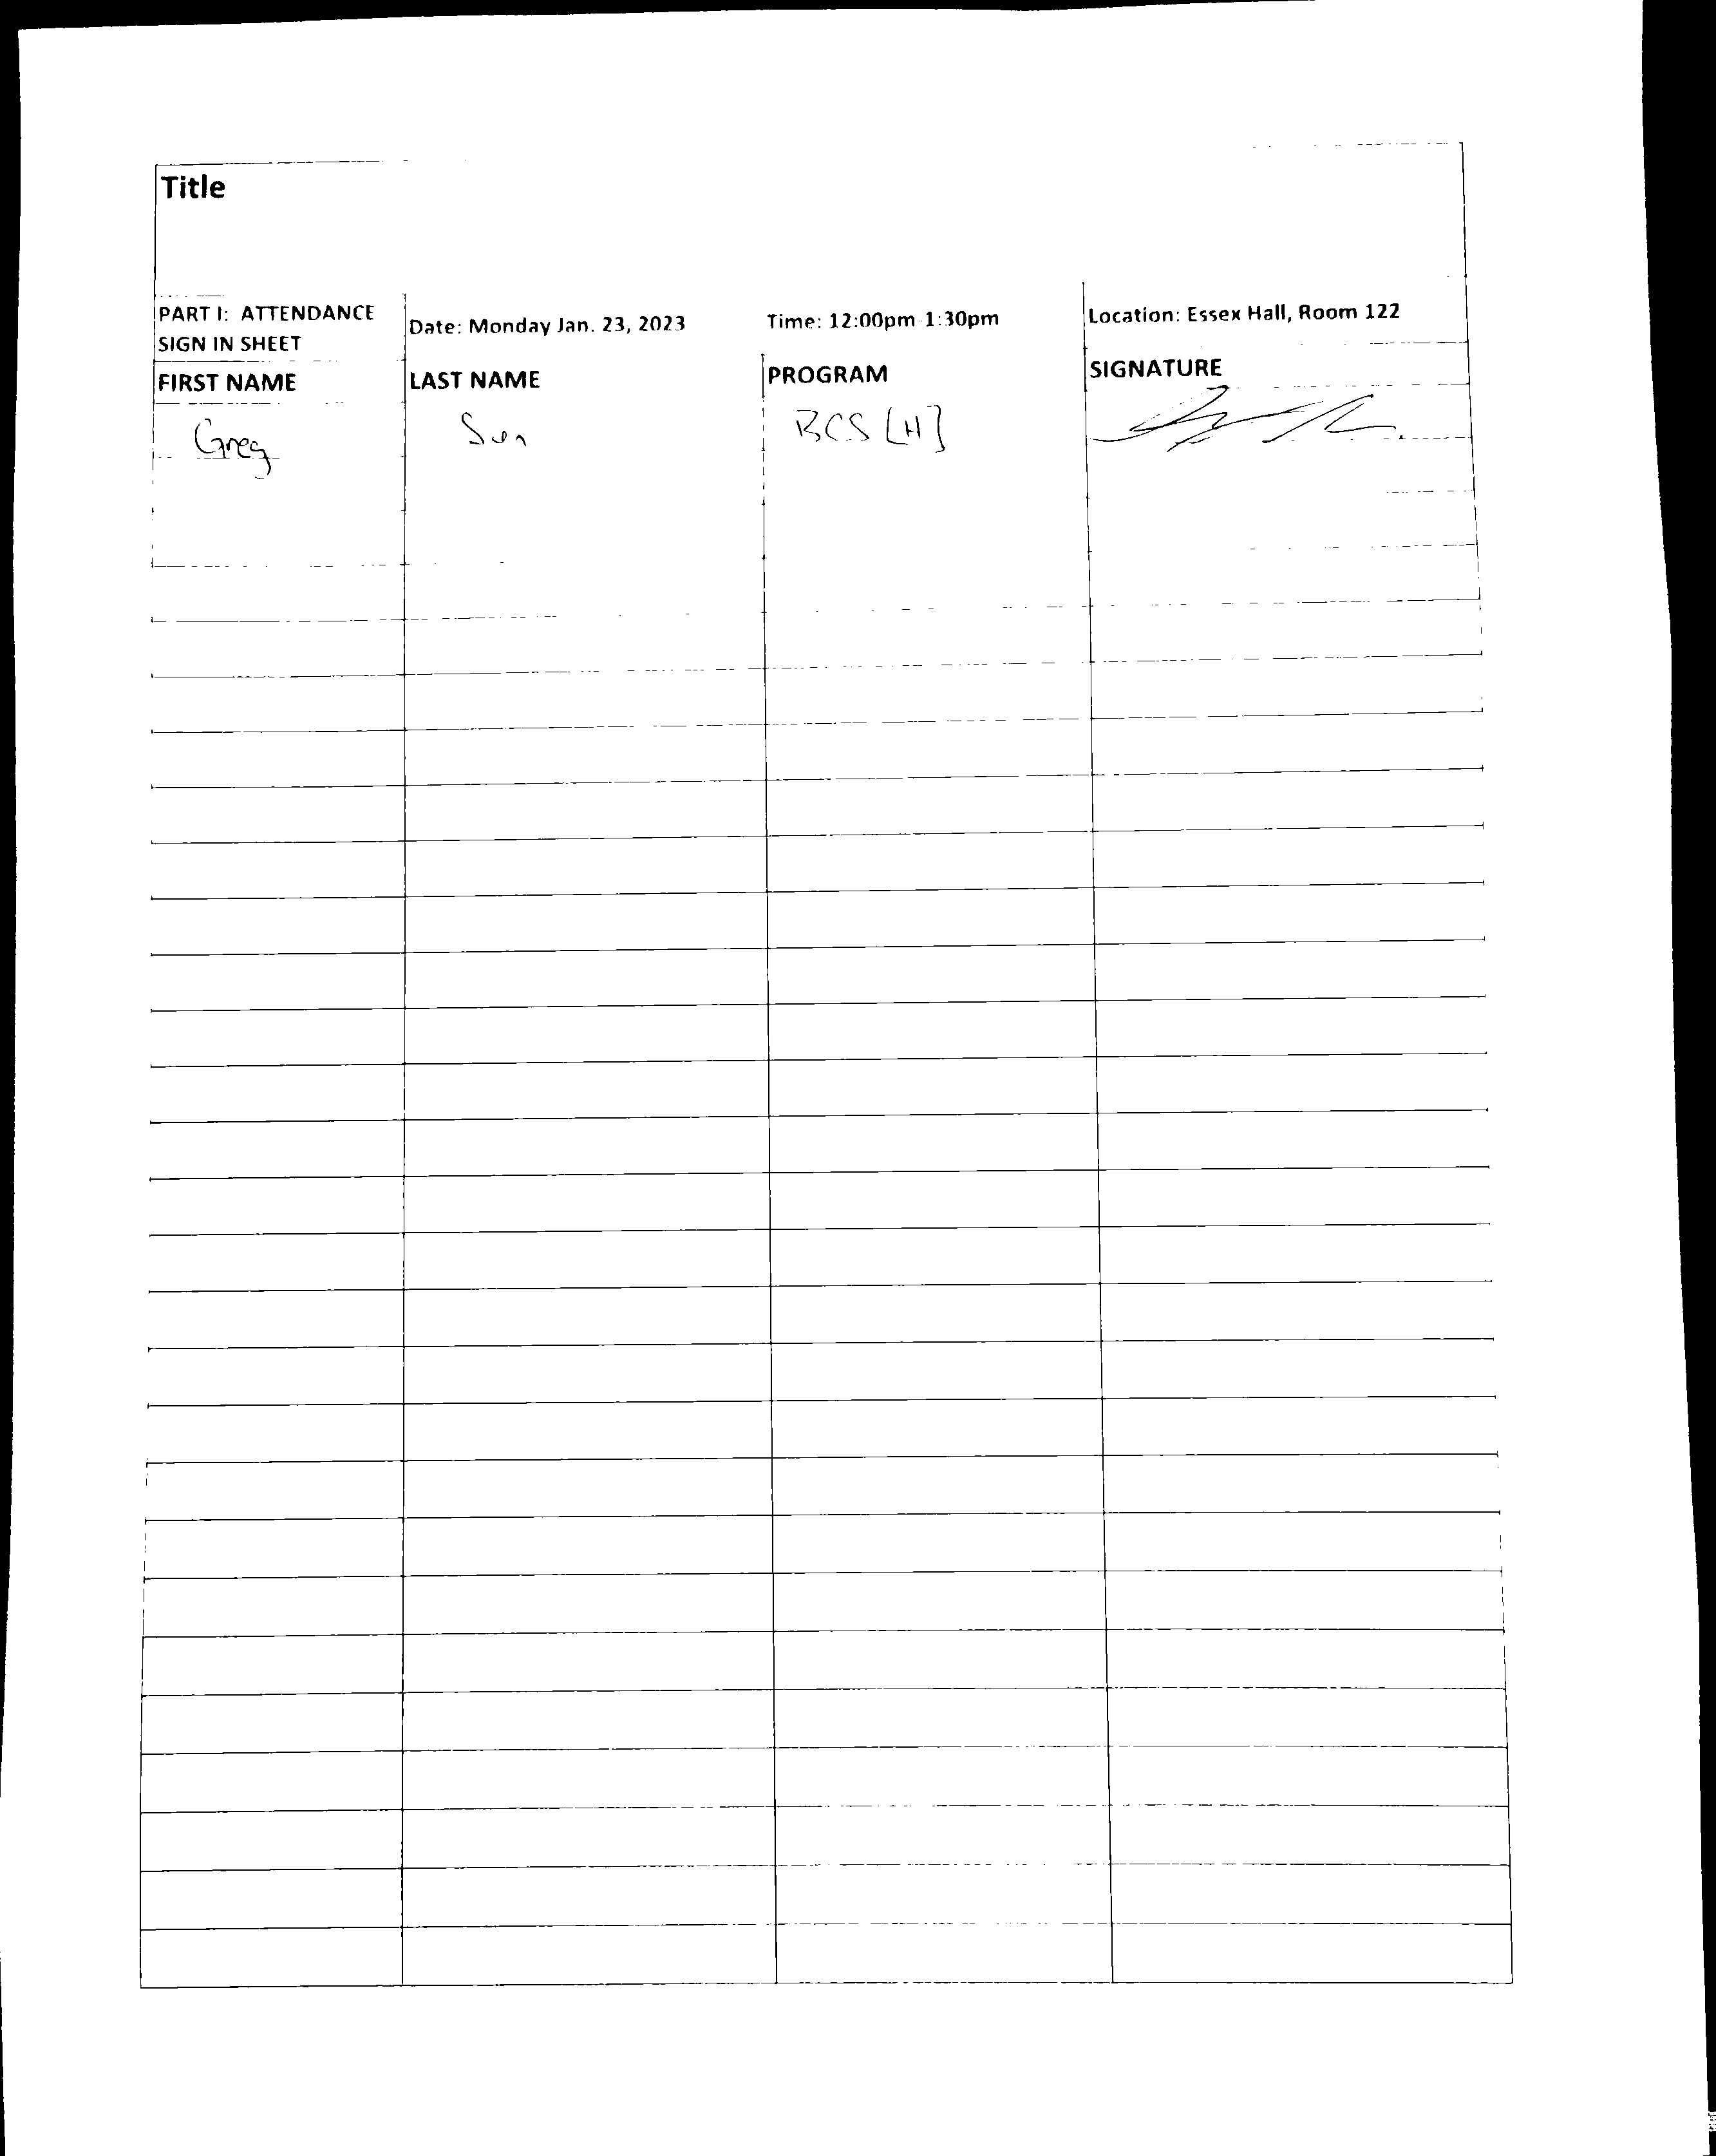 Title
PART I: ATTENDANCE
SIGN IN SHEET
Date: Monday Jan. 23, 2023
Time: 12:00pm-1:30pm
Location: Essex Hall, Room 122
FIRST NAME LAST NAME PROGRAM SIGNATURE
Greg Sun BCS [H]